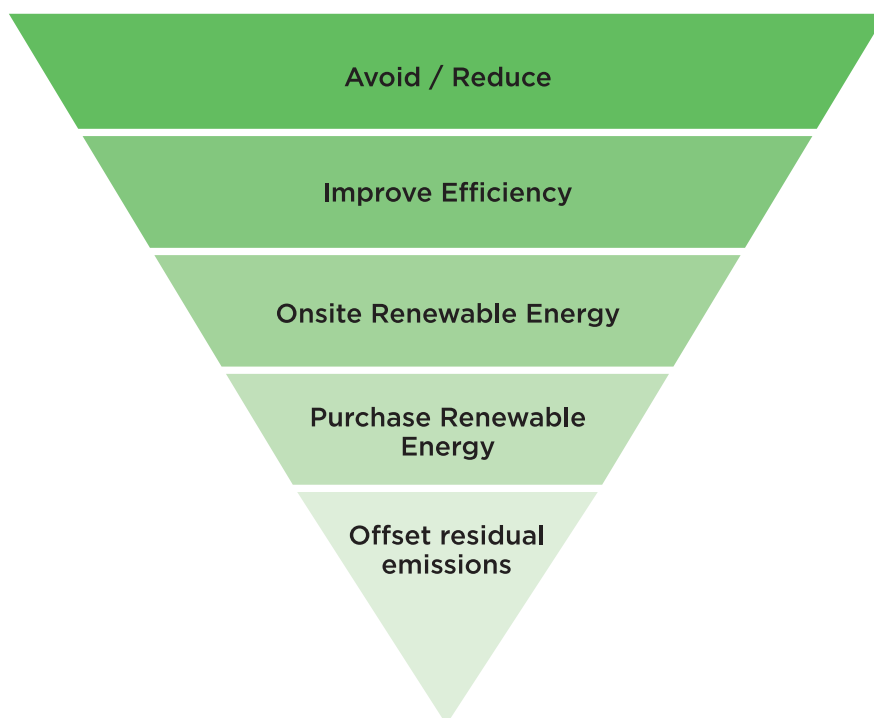 Avoid / Reduce
Improve Efficiency
Onsite Renewable Energy
Purchase Renewable
Energy
Offset residual
emissions